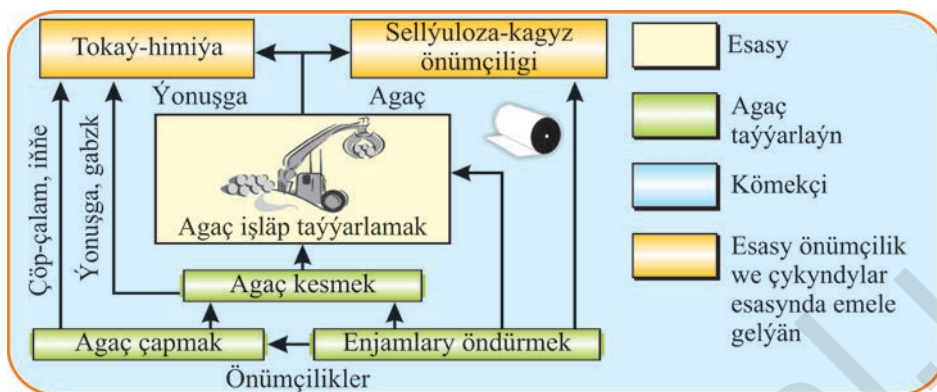 Tokaý-himiýa
Sellýuloza-kagyz
önümçiligi
Ýonuşga
Agaç
Çöp-çalam, iňňe
Ýonuşga, gabzk
Agaç işläp taýýarlamak
Agaç kesmek
Agaç çapmak
Enjamlary öndürmek
Önümçilikler
Esasy
Agaç
taýýarlaýn
Kömekçi
Esasy önümçilik
we çykyndylar
esasynda emele
gelýän